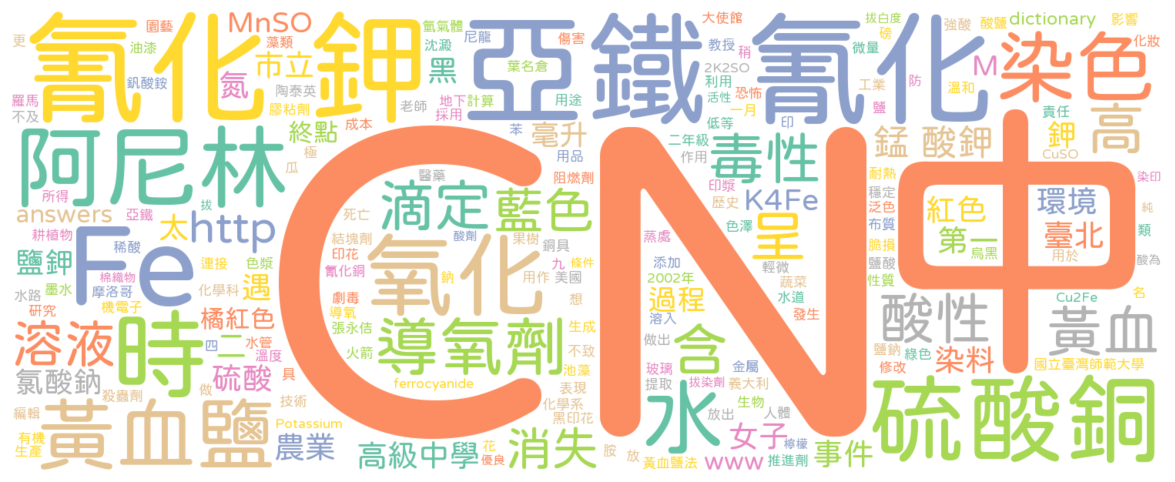 氰化鉀 亞鐵氰化 染色
CN中
更 園藝 MnSO 氬氣體 尼龍 傷害 大使館 拔白度 強酸 酸鹽 dictionary 影響
油漆 藻類 市立 沈澱 黑 葉名倉 教授 稍 磅 微量 M 化妝
釩酸銨 氮 陶泰英 2K2SO 工業 防 溫和
羅馬 膠粘劑 老師 地下 計算 用途 利用 活性 恐怖 一月 鹽 責任 高
不及 終點 成本 採用 苯 毫升 低等 印 錳 酸鉀 鉀 CuSO
阿尼林 瓜 極 用品 二年級 作用 毒性 耐熱 染印
所得 拔 醫藥 滴定 藍色 阻燃劑 印漿 歷史 K4Fe 穩定 泛色 紅色 環境 純
answers 亞鐵 太 http 死亡 酸劑 果樹 色澤 呈 布質 第一 烏黑 臺北 類
耕植物 稀酸 結塊劑 印花 氧化 鋼具 蒸處 脆損 用於
Fe 鹽鉀 棉織物 連接 色漿 氰化銅 鈉 用作 九 條件 美國 添加 輕微 鹽酸 酸為
水路 墨水 摩洛哥 化學科 遇 劇毒 2002年 蔬菜 性質 Cu2Fe 名
研究 機電子 橘紅色 導氧 想 過程 水道 發生 酸性 黃血
溶液 時 四 二 水管 張永佶 導氧劑 生成 溶入 含 鹽鈉 綠色
氯酸鈉 溫度 火箭 不致 做出 金屬 修改 染料 國立臺灣師範大學
殺蟲劑 硫酸 具 ferrocyanide 池藻 玻璃 拔染劑 義大利
編輯 黃血鹽 做 技術 表現 化學系 提取 水 生物 硫酸銅
有機 Potassium 黑印花 放出 人體
生產 農業 高級中學 花 優良 消失 胺 放 女子 檸檬 事件
黃血鹽法 www 推進劑